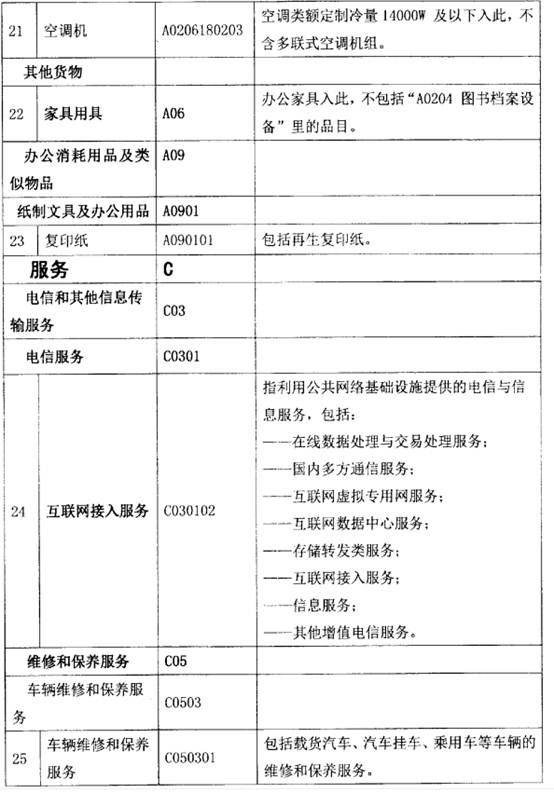 21 空调机 A0206180203 空调类额定制冷量 14000W 及以下入此，不
含多联式空调机组。
其他货物
22 家具用具 A06 办公家具入此，不包括“A0204 图书档案设
备”里的品目。
办公消耗用品及类 A09
似物品
纸制文具及办公用品 A0901
23 复印纸 A090101 包括再生复印纸。
服务 C
电信和其他信息传 C03
输服务
电信服务 C0301
24 互联网接入服务 C030102 指利用公共网络基础设施提供的电信与信
息服务，包括：
——在线数据处理与交易处理服务；
——国内多方通信服务；
——互联网虚拟专用网服务；
——互联网数据中心服务；
——存储转发类服务；
——互联网接入服务；
——信息服务；
——其他增值电信服务。
维修和保养服务 C05
车辆维修和保养服 C0503
务
25 车辆维修和保养 C050301 包括载货汽车、汽车挂车、乘用车等车辆的
服务 维修和保养服务。